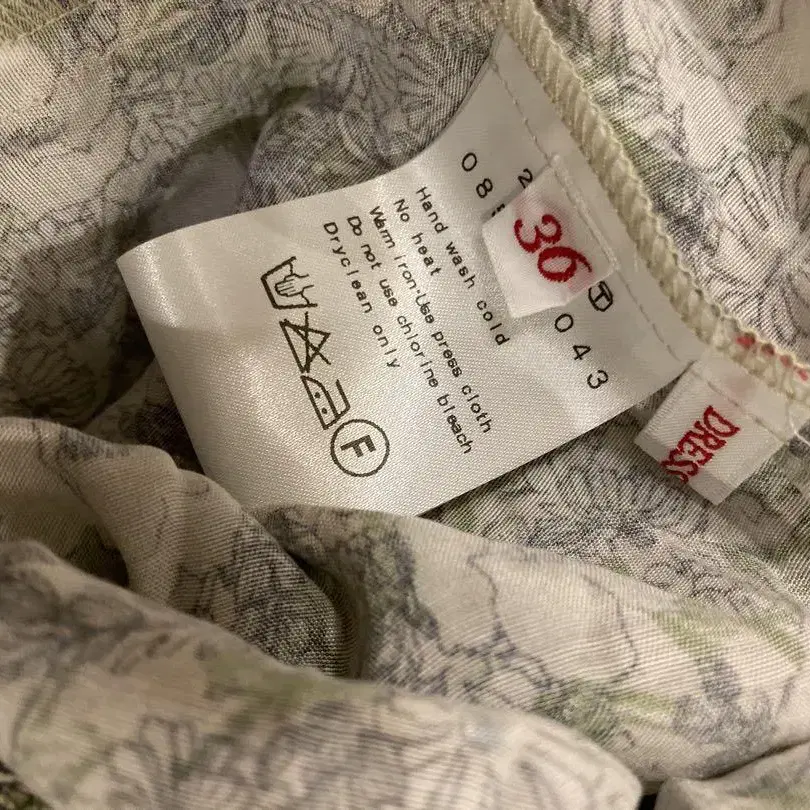 36
043
Hand wash cold
No heat
Warm iron·Use press cloth
Do not use chlorine bleach
Dryclean only
F
DRESS